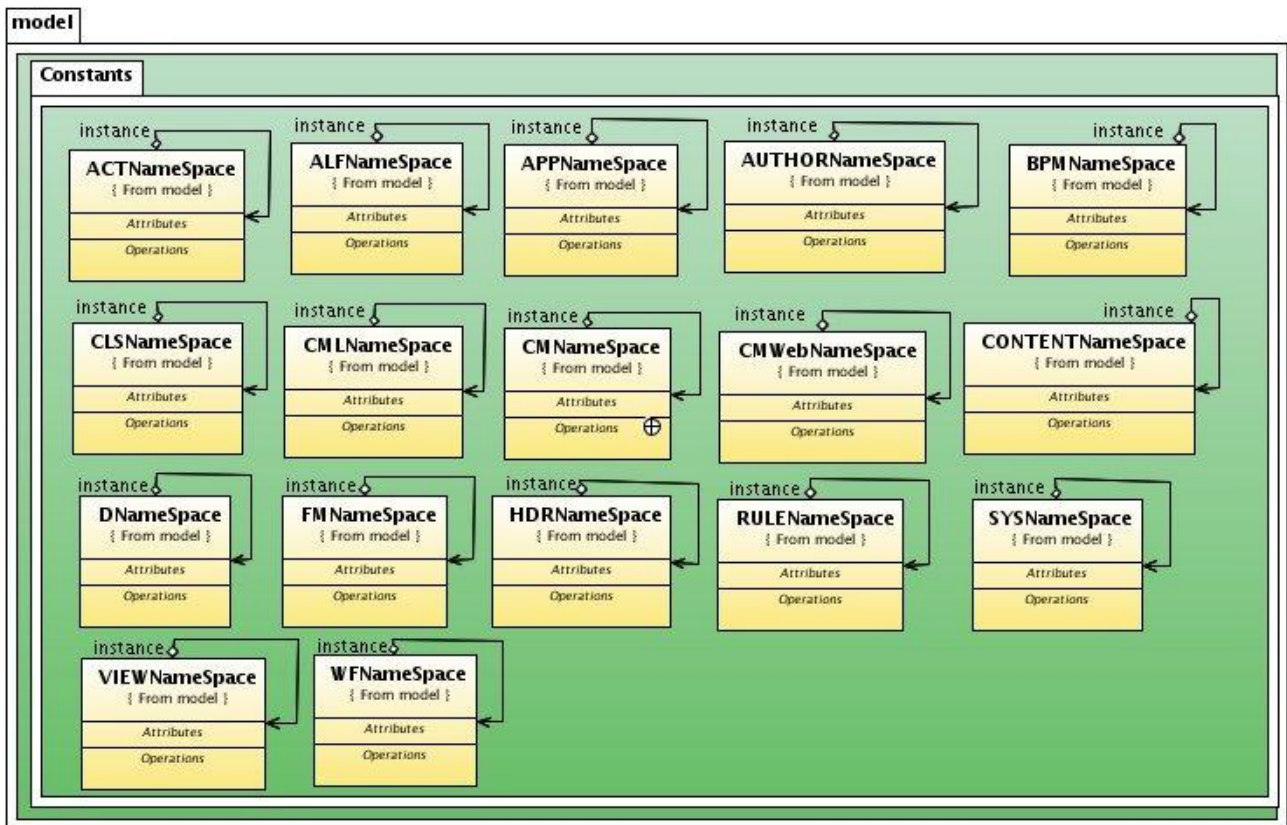 model
Constants
instance
ACTNameSpace
{ From model }
Attributes
Operations
instance
ALFNameSpace
{ From model }
Attributes
Operations
instance
APPNameSpace
{ From model }
Attributes
Operations
instance
AUTHORNameSpace
{ From model }
Attributes
Operations
instance
BPMNameSpace
{ From model }
Attributes
Operations
instance
CLSNameSpace
{ From model }
Attributes
Operations
instance
CMLNameSpace
{ From model }
Attributes
Operations
instance
CMNameSpace
{ From model }
Attributes
Operations
instance
CMWebNameSpace
{ From model }
Attributes
Operations
instance
CONTENTNameSpace
{ From model }
Attributes
Operations
instance
DNameSpace
{ From model }
Attributes
Operations
instance
FMNameSpace
{ From model }
Attributes
Operations
instance
HDRNameSpace
{ From model }
Attributes
Operations
instance
RULENameSpace
{ From model }
Attributes
Operations
instance
SYSNameSpace
{ From model }
Attributes
Operations
instance
VIEWNameSpace
{ From model }
Attributes
Operations
instance
WFNameSpace
{ From model }
Attributes
Operations